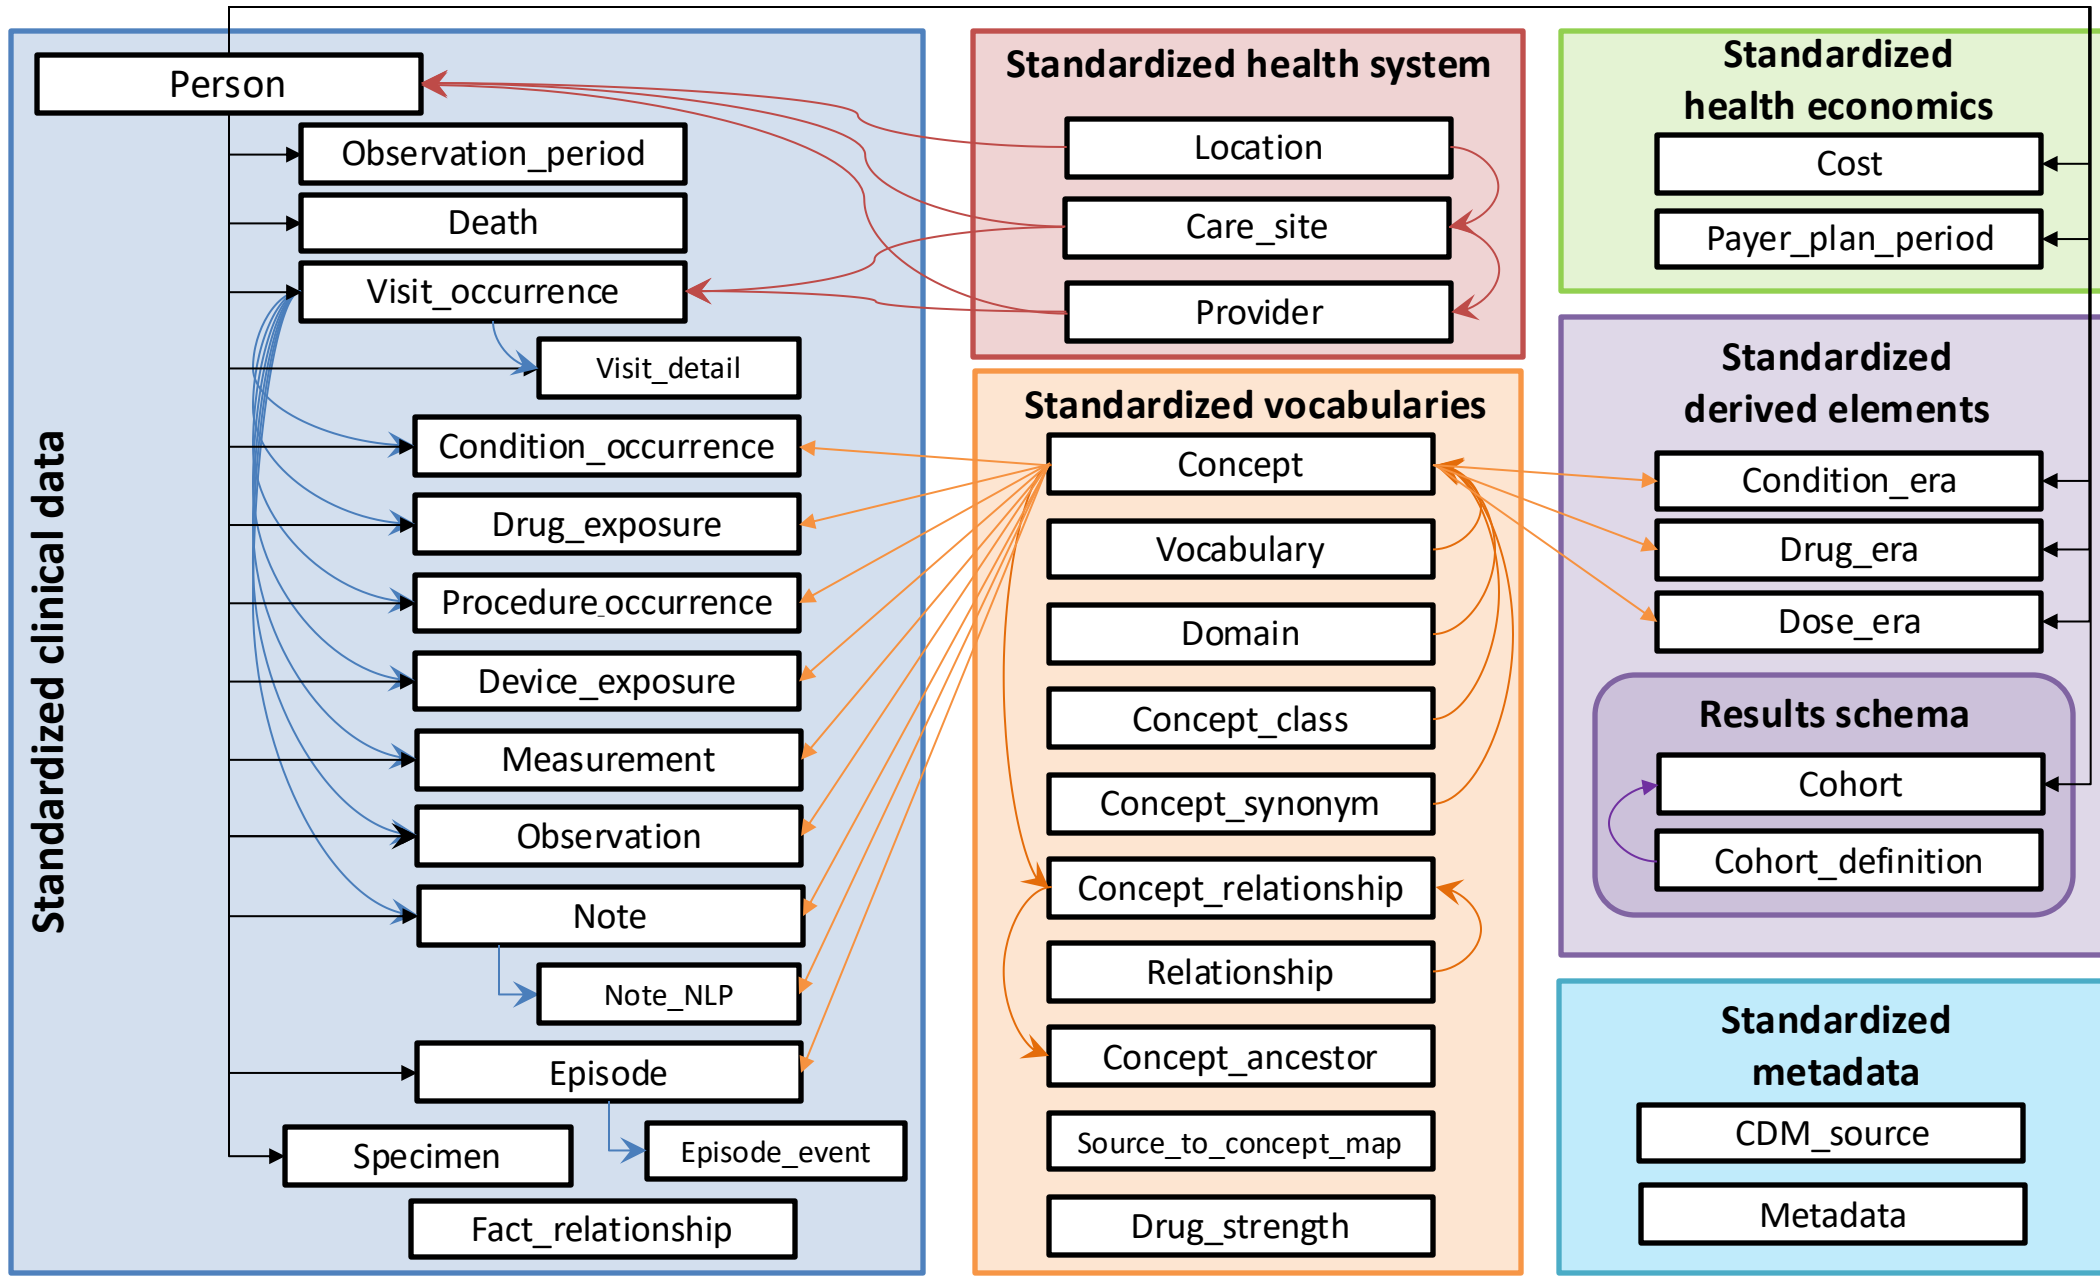 Standardized clinical data
Person
Observation_period
Death
Visit_occurrence
Visit_detail
Condition_occurrence
Drug_exposure
Procedure_occurrence
Device_exposure
Measurement
Observation
Note
Note_NLP
Episode
Specimen
Episode_event
Fact_relationship
Standardized health system
Location
Care_site
Provider
Standardized vocabularies
Concept
Vocabulary
Domain
Concept_class
Concept_synonym
Concept_relationship
Relationship
Concept_ancestor
Source_to_concept_map
Drug_strength
Standardized
health economics
Cost
Payer_plan_period
Standardized
derived elements
Condition_era
Drug_era
Dose_era
Results schema
Cohort
Cohort_definition
Standardized
metadata
CDM_source
Metadata